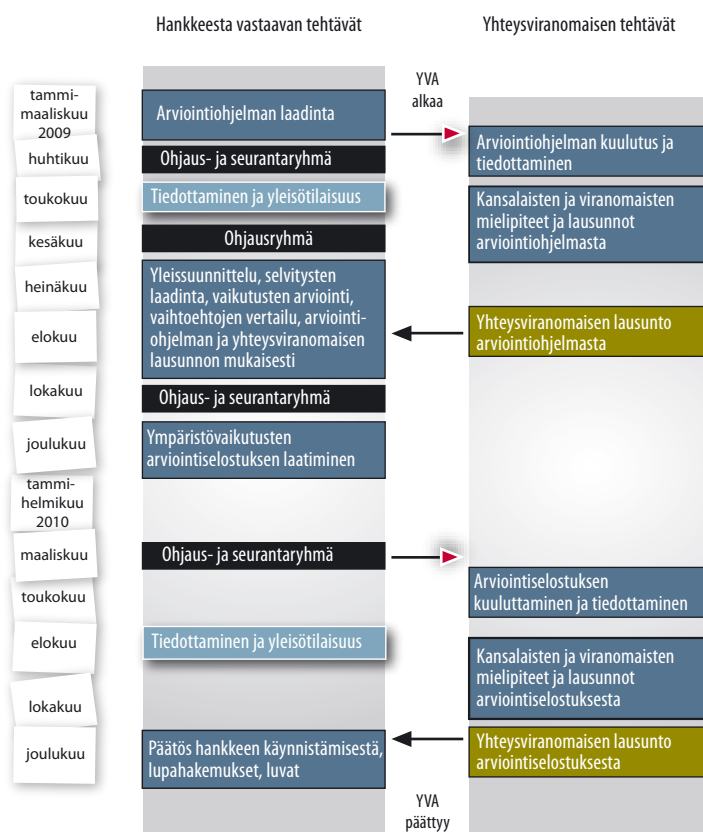 Hankkeesta vastaavan tehtävät
Yhteysviranomaisen tehtävät
YVA
alkaa
tammi-
maaliskuu
2009
Arviointiohjelman laadinta
Arviointiohjelman kuulutus ja
tiedottaminen
huhtikuu
Ohjaus- ja seurantaryhmä
toukokuu
Tiedottaminen ja yleisötilaisuus
Kansalaisten ja viranomaisten
mielipiteet ja lausunnot
arviointiohjelmasta
kesäkuu
Ohjausryhmä
heinäkuu
Yleissuunnittelu, selvitysten
laadinta, vaikutusten arviointi,
vaihtoehtojen vertailu, arviointi-
ohjelman ja yhteysviranomaisen
lausunnon mukaisesti
elokuu
Yhteysviranomaisen lausunto
arviointiohjelmasta
lokakuu
Ohjaus- ja seurantaryhmä
joulukuu
Ympäristövaikutusten
arviointiselostuksen laatiminen
tammi-
helmikuu
2010
maaliskuu
Ohjaus- ja seurantaryhmä
toukokuu
Arviointiselostuksen
kuuluttaminen ja tiedottaminen
elokuu
Tiedottaminen ja yleisötilaisuus
Kansalaisten ja viranomaisten
mielipiteet ja lausunnot
arviointiselostuksesta
lokakuu
joulukuu
Päätös hankkeen käynnistämisestä,
lupahakemukset, luvat
Yhteysviranomaisen lausunto
arviointiselostuksesta
YVA
päättyy